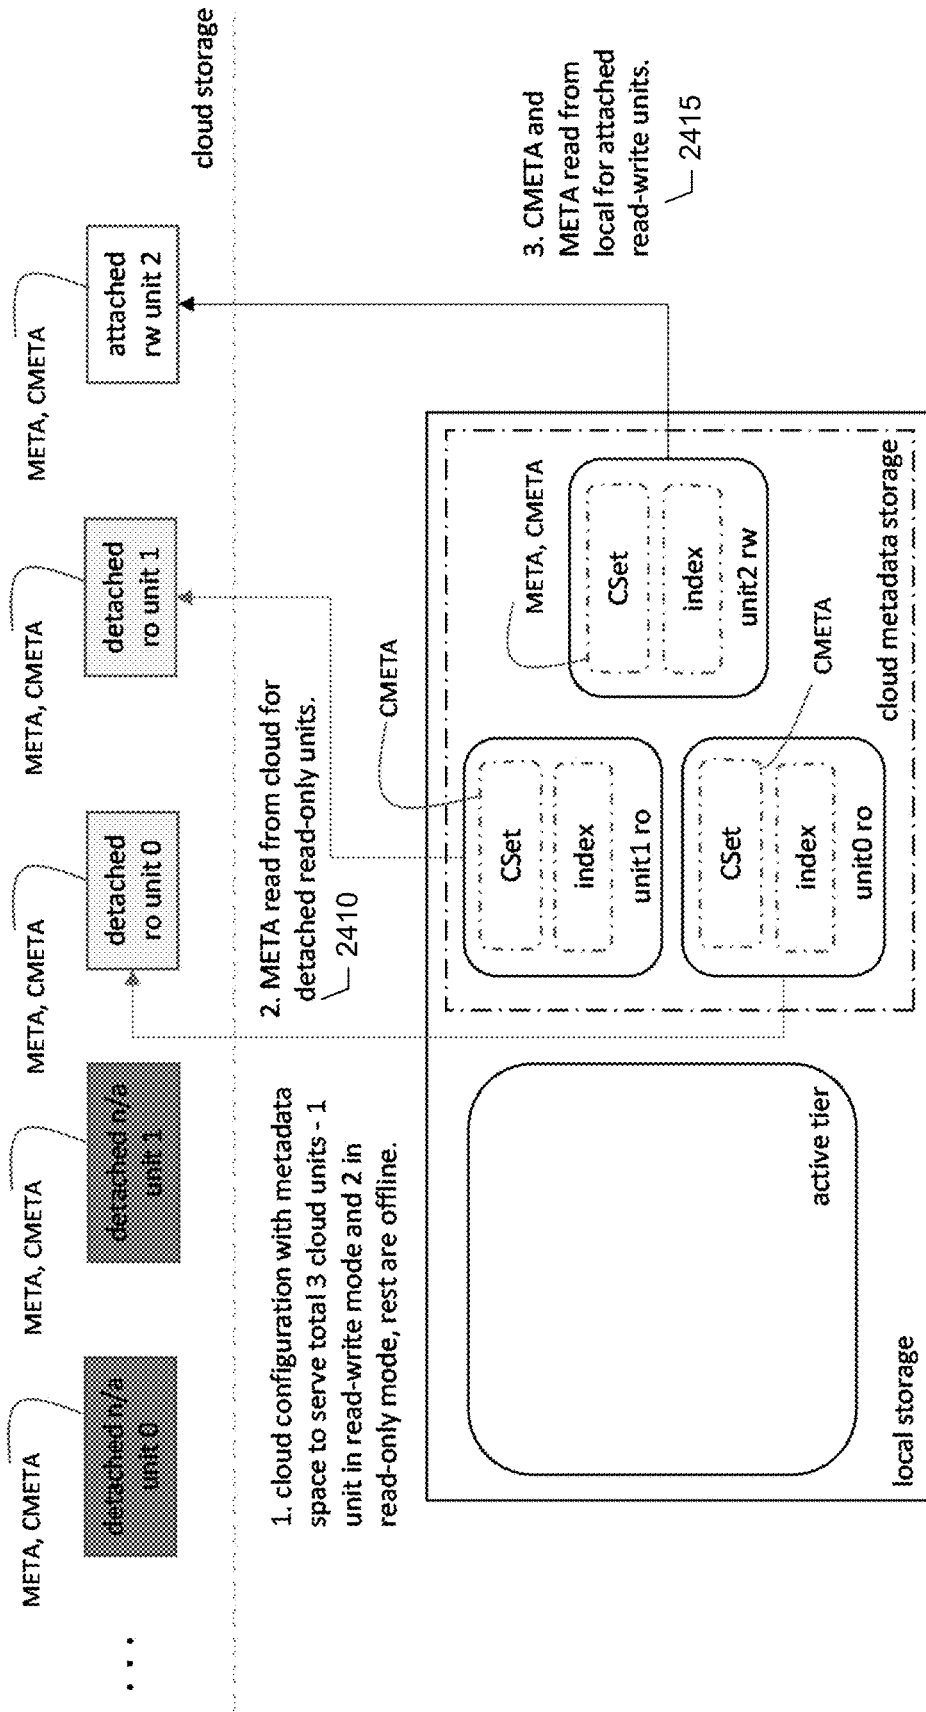 META, CMETA
META, CMETA
META, CMETA
META, CMETA
META, CMETA
. . .
detached n/a
unit 0
detached n/a
unit 1
detached
ro unit 0
detached
ro unit 1
attached
rw unit 2
cloud storage
1. cloud configuration with metadata
space to serve total 3 cloud units - 1
unit in read-write mode and 2 in
read-only mode, rest are offline.
2. META read from cloud for
detached read-only units.
2410
3. CMETA and
META read from
local for attached
read-write units.
2415
CMETA
META, CMETA
CSet
index
unit1 ro
CSet
index
unit2 rw
CSet
index
unit0 ro
CMETA
cloud metadata storage
active tier
local storage